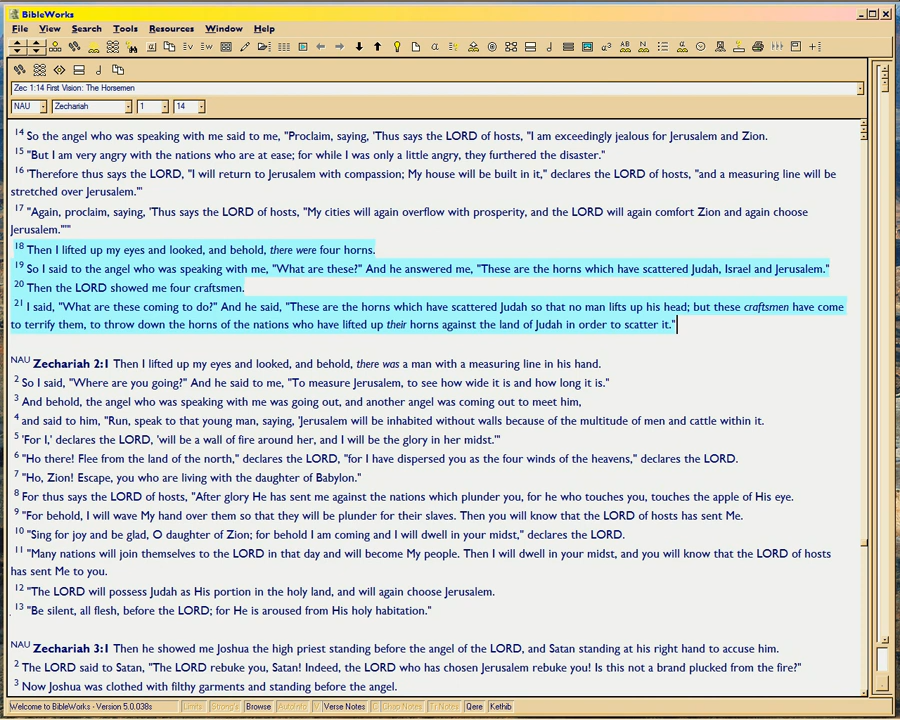 BibleWorks
File View Search Tools Resources Window Help
Zec 1:14 First Vision: The Horsemen
NAU Zechariah 1 14
14 So the angel who was speaking with me said to me, "Proclaim, saying, 'Thus says the LORD of hosts, "I am exceedingly jealous for Jerusalem and Zion.
15 "But I am very angry with the nations who are at ease; for while I was only a little angry, they furthered the disaster."
16 'Therefore thus says the LORD, "I will return to Jerusalem with compassion; My house will be built in it," declares the LORD of hosts, "and a measuring line will be
stretched over Jerusalem."'
17 "Again, proclaim, saying, 'Thus says the LORD of hosts, "My cities will again overflow with prosperity, and the LORD will again comfort Zion and again choose
Jerusalem."'"
18 Then I lifted up my eyes and looked, and behold, there were four horns.
19 So I said to the angel who was speaking with me, "What are these?" And he answered me, "These are the horns which have scattered Judah, Israel and Jerusalem."
20 Then the LORD showed me four craftsmen.
21 I said, "What are these coming to do?" And he said, "These are the horns which have scattered Judah so that no man lifts up his head; but these craftsmen have come
to terrify them, to throw down the horns of the nations who have lifted up their horns against the land of Judah in order to scatter it."
NAU Zechariah 2:1 Then I lifted up my eyes and looked, and behold, there was a man with a measuring line in his hand.
2 So I said, "Where are you going?" And he said to me, "To measure Jerusalem, to see how wide it is and how long it is."
3 And behold, the angel who was speaking with me was going out, and another angel was coming out to meet him,
4 and said to him, "Run, speak to that young man, saying, 'Jerusalem will be inhabited without walls because of the multitude of men and cattle within it.
5 'For I,' declares the LORD, 'will be a wall of fire around her, and I will be the glory in her midst.'"
6 "Ho there! Flee from the land of the north," declares the LORD, "for I have dispersed you as the four winds of the heavens," declares the LORD.
7 "Ho, Zion! Escape, you who are living with the daughter of Babylon."
8 For thus says the LORD of hosts, "After glory He has sent me against the nations which plunder you, for he who touches you, touches the apple of His eye.
9 "For behold, I will wave My hand over them so that they will be plunder for their slaves. Then you will know that the LORD of hosts has sent Me.
10 "Sing for joy and be glad, O daughter of Zion; for behold I am coming and I will dwell in your midst," declares the LORD.
11 "Many nations will join themselves to the LORD in that day and will become My people. Then I will dwell in your midst, and you will know that the LORD of hosts
has sent Me to you.
12 "The LORD will possess Judah as His portion in the holy land, and will again choose Jerusalem.
13 "Be silent, all flesh, before the LORD; for He is aroused from His holy habitation."
NAU Zechariah 3:1 Then he showed me Joshua the high priest standing before the angel of the LORD, and Satan standing at his right hand to accuse him.
2 The LORD said to Satan, "The LORD rebuke you, Satan! Indeed, the LORD who has chosen Jerusalem rebuke you! Is this not a brand plucked from the fire?"
3 Now Joshua was clothed with filthy garments and standing before the angel.
Welcome to BibleWorks - Version 5.0.038s Limits Strong's Browse AutoInfo V Verse Notes C Chap Notes Tr.Notes Qere Kethib